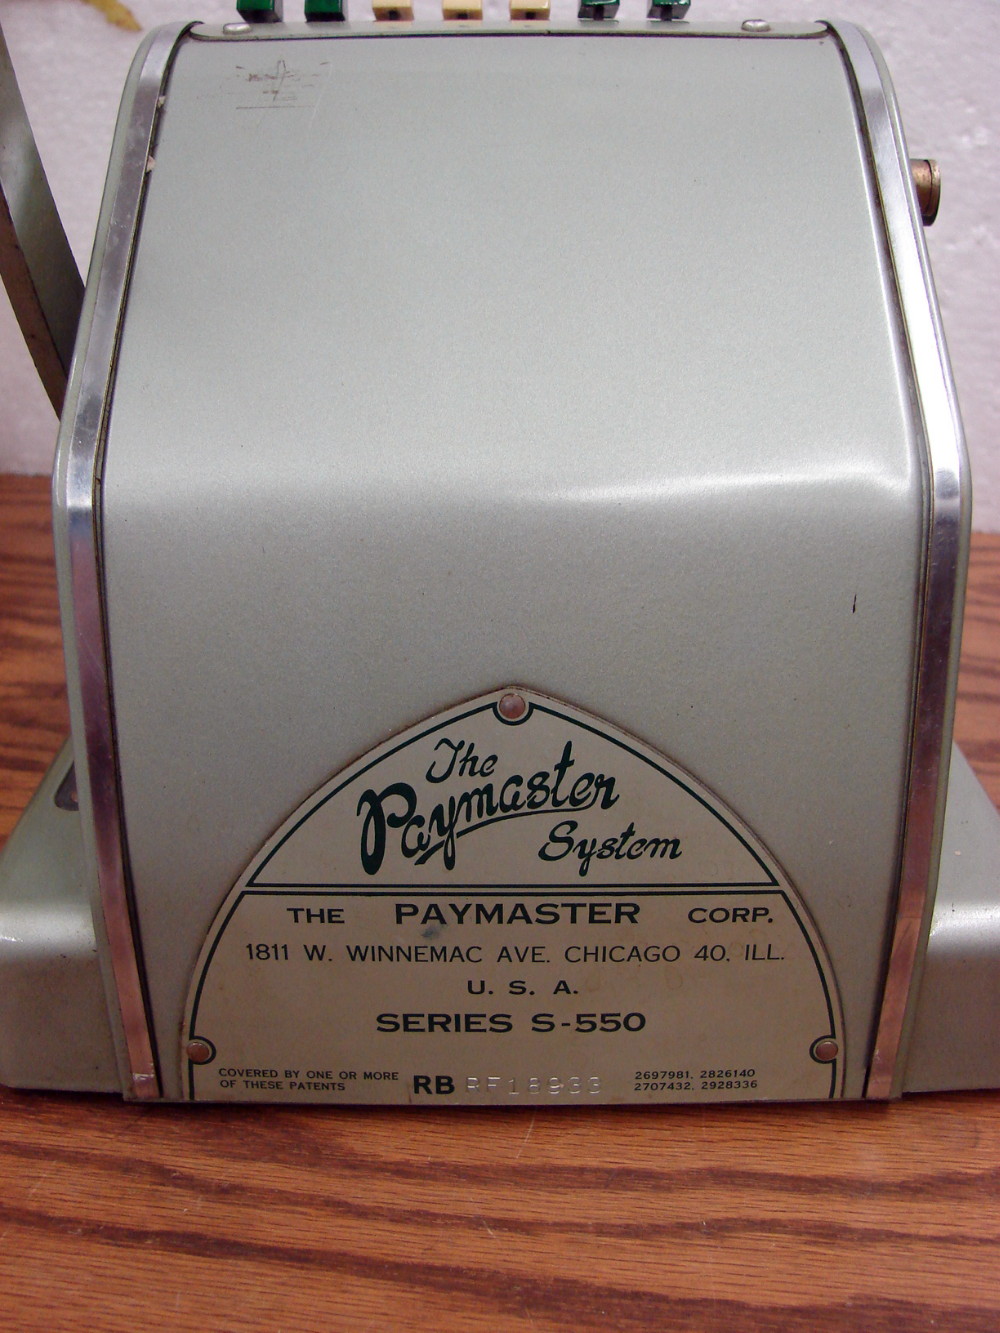 The
Paymaster
System
THE PAYMASTER CORP.
1811 W. WINNEMAC AVE. CHICAGO 40, ILL.
U. S. A.
SERIES S-550
COVERED BY ONE OR MORE
OF THESE PATENTS
RB
2697981, 2826140
2707432, 2928336